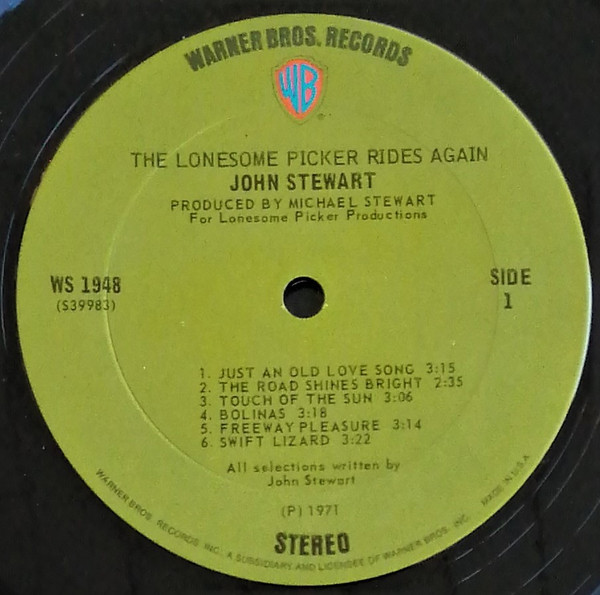 WARNER BROS. RECORDS
WB
®
THE LONESOME PICKER RIDES AGAIN
JOHN STEWART
PRODUCED BY MICHAEL STEWART
For Lonesome Picker Productions
WS 1948
(S39983)
SIDE
1
1. JUST AN OLD LOVE SONG 3:15
2. THE ROAD SHINES BRIGHT 2:35
3. TOUCH OF THE SUN 3:06
4. BOLINAS 3:18
5. FREEWAY PLEASURE 3:14
6. SWIFT LIZARD 3:22
All selections written by
John Stewart
(P) 1971
STEREO
WARNER BROS. RECORDS INC. A SUBSIDIARY AND LICENSEE OF WARNER BROS. INC. MADE IN U.S.A.